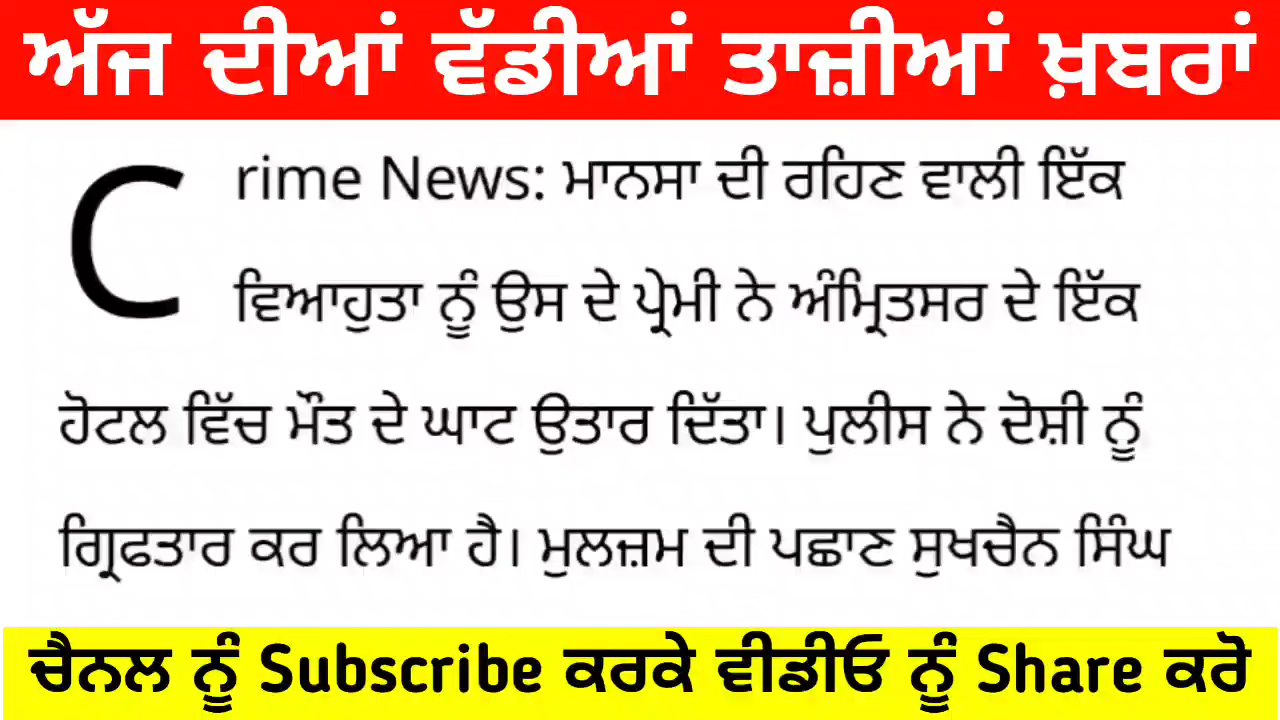 ਅੱਜ ਦੀਆਂ ਵੱਡੀਆਂ ਤਾਜ਼ੀਆਂ ਖ਼ਬਰਾਂ
Crime News: ਮਾਨਸਾ ਦੀ ਰਹਿਣ ਵਾਲੀ ਇੱਕ
ਵਿਆਹੁਤਾ ਨੂੰ ਉਸ ਦੇ ਪ੍ਰੇਮੀ ਨੇ ਅੰਮ੍ਰਿਤਸਰ ਦੇ ਇੱਕ
ਹੋਟਲ ਵਿੱਚ ਮੌਤ ਦੇ ਘਾਟ ਉਤਾਰ ਦਿੱਤਾ। ਪੁਲੀਸ ਨੇ ਦੋਸ਼ੀ ਨੂੰ
ਗ੍ਰਿਫਤਾਰ ਕਰ ਲਿਆ ਹੈ। ਮੁਲਜ਼ਮ ਦੀ ਪਛਾਣ ਸੁਖਚੈਨ ਸਿੰਘ
ਚੈਨਲ ਨੂੰ Subscribe ਕਰਕੇ ਵੀਡੀਓ ਨੂੰ Share ਕਰੋ